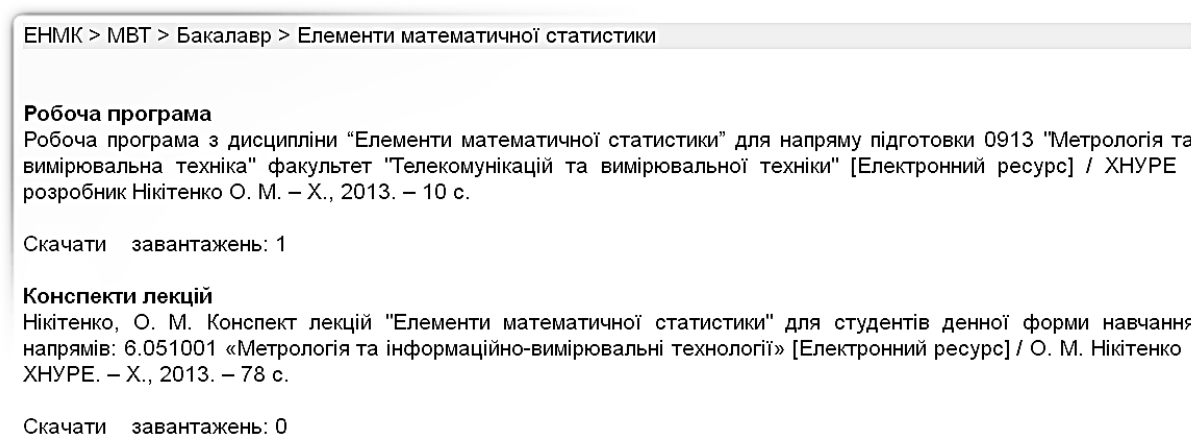 ЕНМК > МВТ > Бакалавр > Елементи математичної статистики
Робоча програма
Робоча програма з дисципліни “Елементи математичної статистики” для напряму підготовки 0913 "Метрологія та
вимірювальна техніка" факультет "Телекомунікацій та вимірювальної техніки" [Електронний ресурс] / ХНУРЕ
розробник Нікітенко О. М. – Х., 2013. – 10 с.
Скачати завантажень: 1
Конспекти лекцій
Нікітенко, О. М. Конспект лекцій "Елементи математичної статистики" для студентів денної форми навчання
напрямів: 6.051001 «Метрологія та інформаційно-вимірювальні технології» [Електронний ресурс] / О. М. Нікітенко
ХНУРЕ. – Х., 2013. – 78 с.
Скачати завантажень: 0